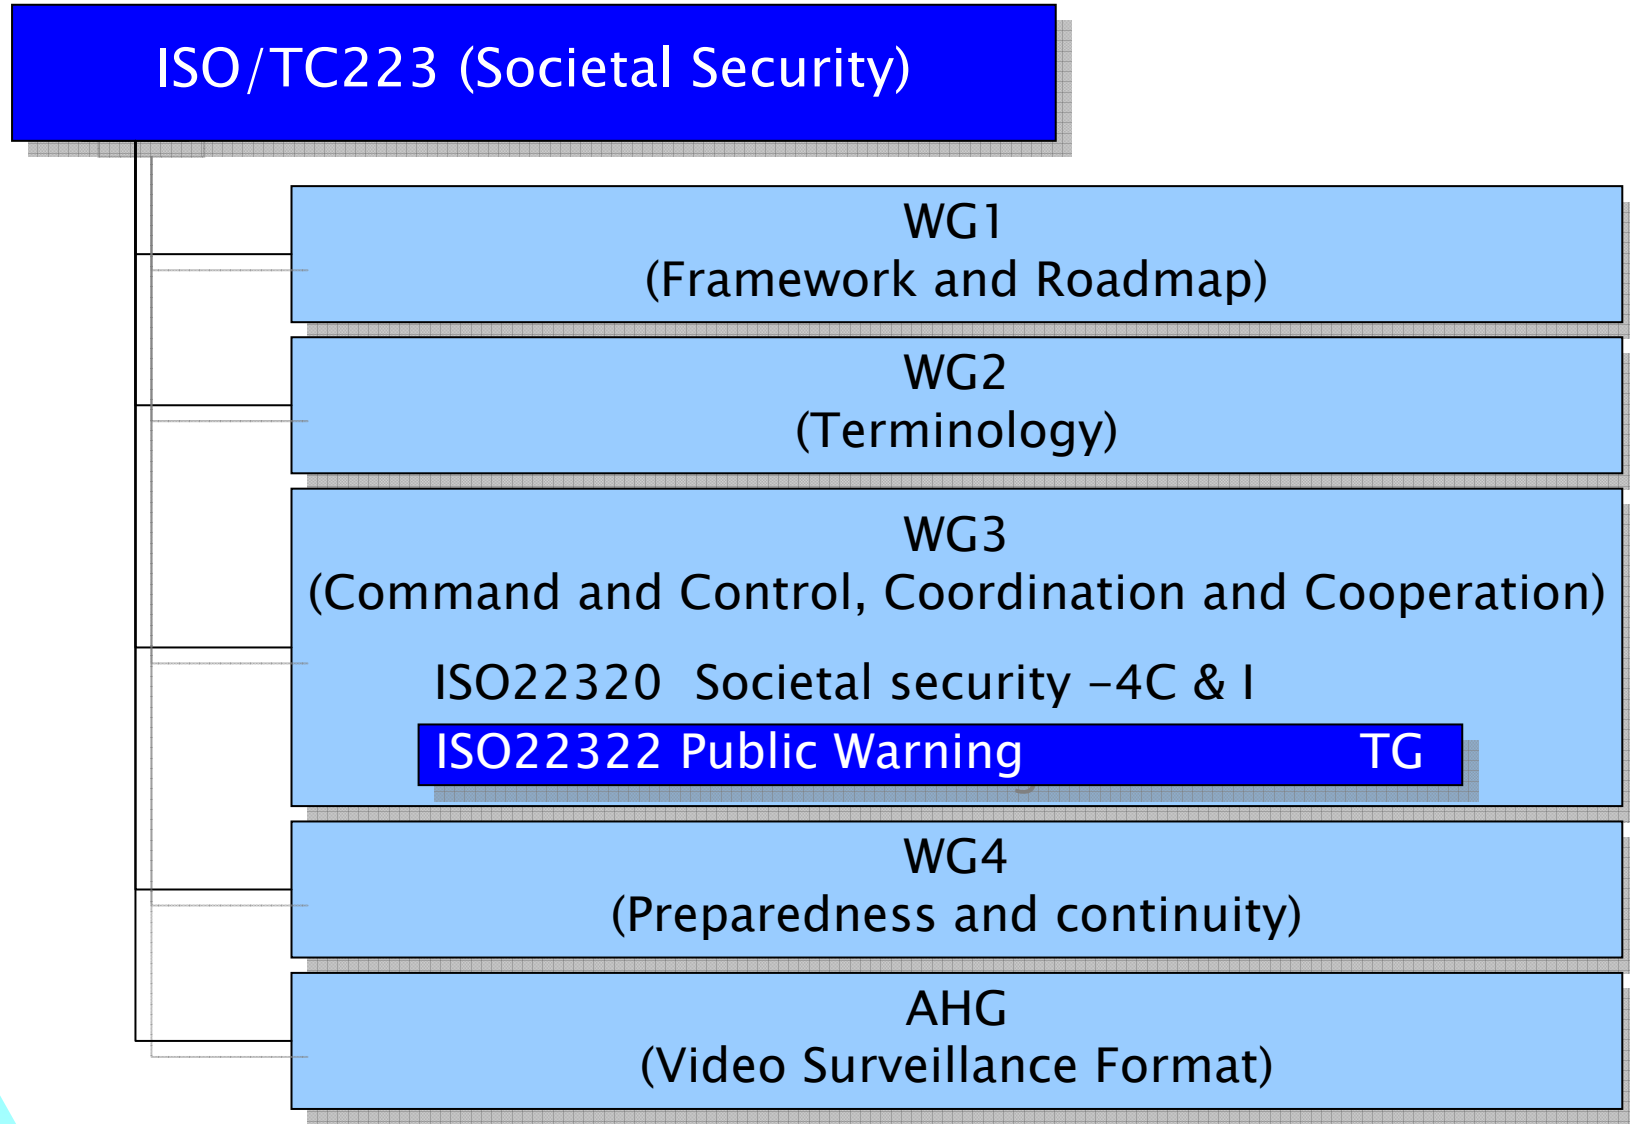 ISO/TC223 (Societal Security)
WG1
(Framework and Roadmap)
WG2
(Terminology)
WG3
(Command and Control, Coordination and Cooperation)
ISO22320 Societal security -4C & I
ISO22322 Public Warning TG
WG4
(Preparedness and continuity)
AHG
(Video Surveillance Format)